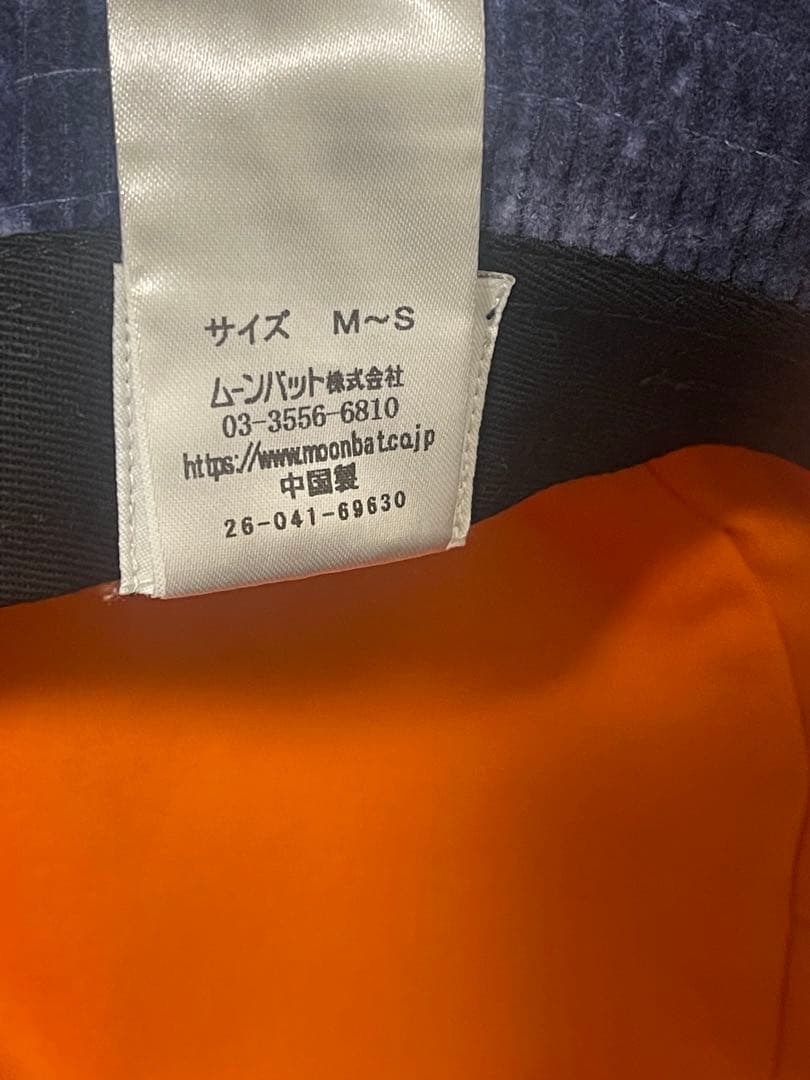 サイズ M～S
ムーンバット株式会社
03-3556-6810
https://www.moonbat.co.jp
中国製
26-041-69630